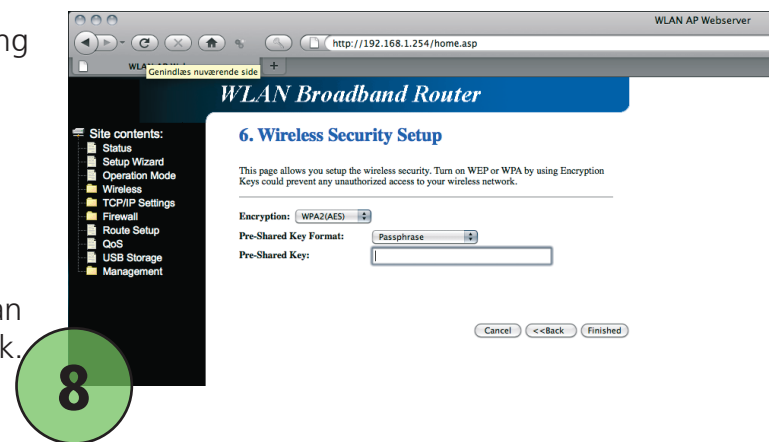 WLAN AP Webserver
http://192.168.1.254/home.asp
Genindlæs nuværende side
WLAN Broadband Router
Site contents:
Status
Setup Wizard
Operation Mode
Wireless
TCP/IP Settings
Firewall
Route Setup
QoS
USB Storage
Management
6. Wireless Security Setup
This page allows you setup the wireless security. Turn on WEP or WPA by using Encryption
Keys could prevent any unauthorized access to your wireless network.
Encryption: WPA2(AES)
Pre-Shared Key Format: Passphrase
Pre-Shared Key:
Cancel <<Back Finished
8